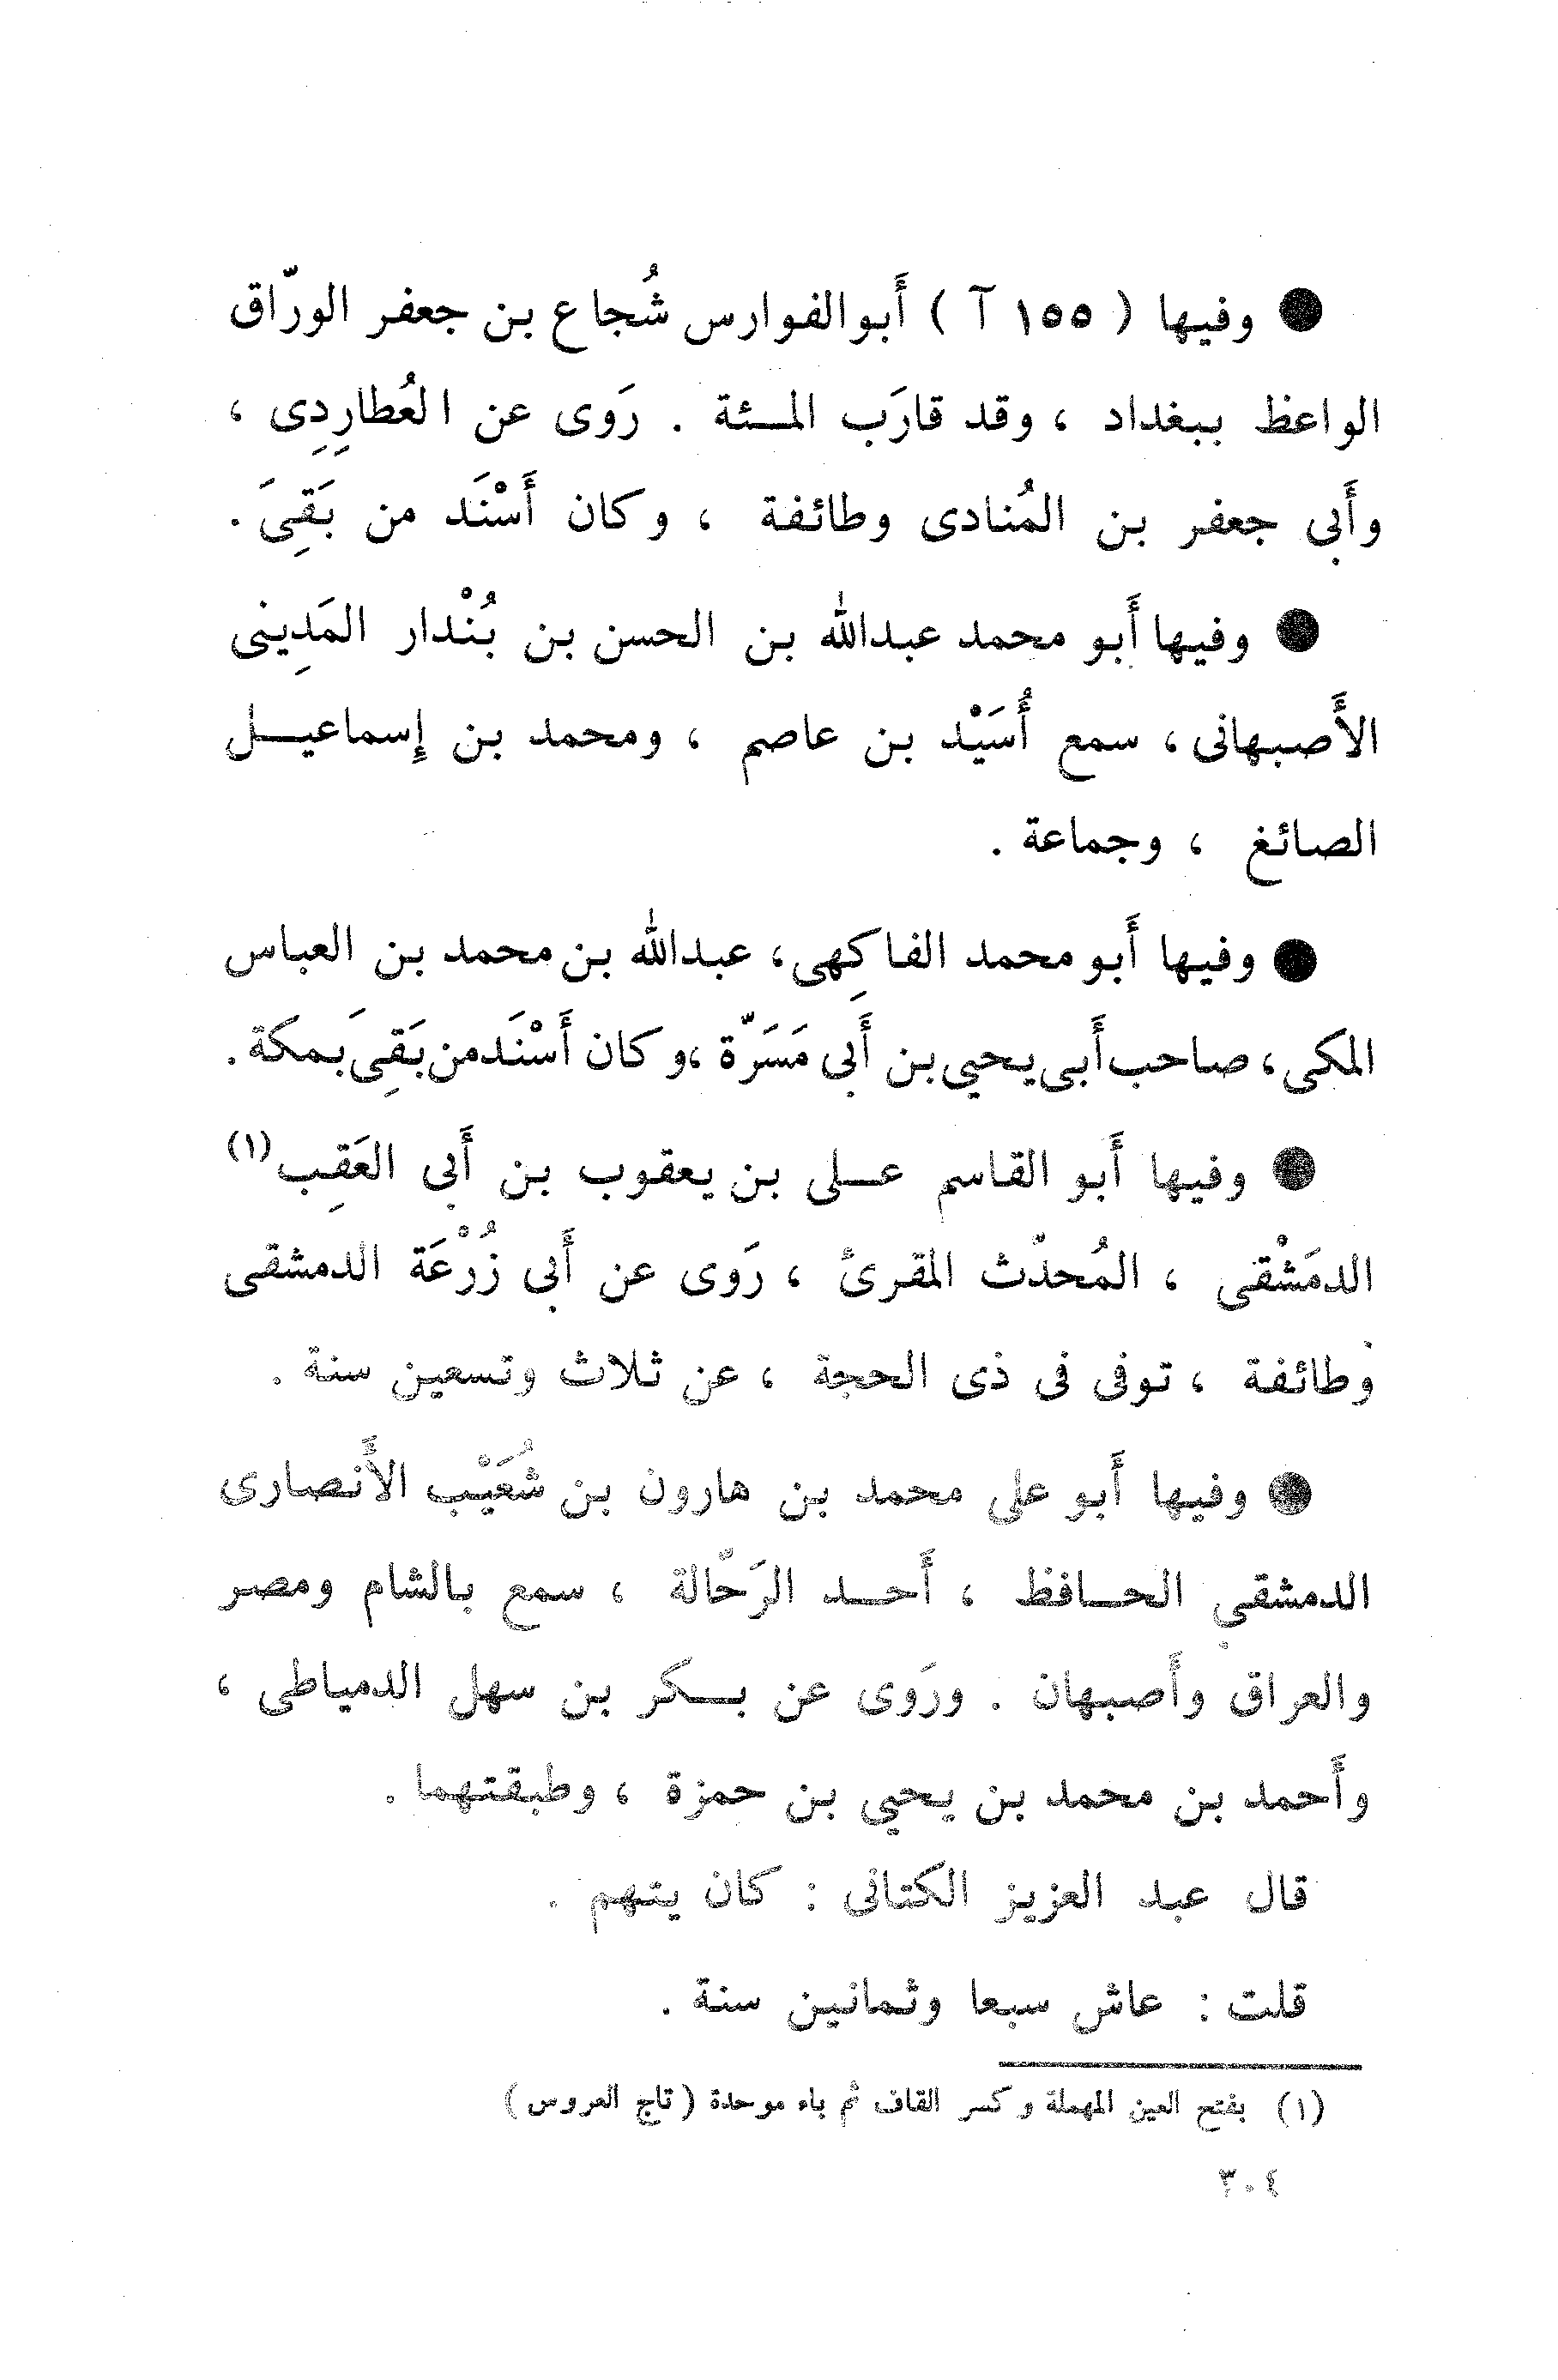 ● وفيها ( ١٥٥ آ ) أَبوالفوارس شُجاع بن جعفر الورّاق
الواعظ ببغداد ، وقد قارَب المئة . رَوى عن العُطارِدِى ،
وأَبى جعفر بن المُنادى وطائفة ، وكان أَسْنَد من بَقِىَ .
● وفيها أَبو محمد عبدالله بن الحسن بن بُنْدار المَدِينى
الأَصبهانى ، سمع أُسَيْد بن عاصم ، ومحمد بن إسماعيل
الصائغ ، وجماعة .
● وفيها أَبو محمد الفاكِهى ، عبدالله بن محمد بن العباس
المكى ، صاحب أَبى يحيى بن أَبى مَسَرّة ، وكان أَسْنَد من بَقِىَ بمكة .
● وفيها أَبو القاسم على بن يعقوب بن أَبى العَقِب (١)
الدمَشْقى ، المُحدّث المقرىُ ، رَوى عن أَبى زُرْعَة الدمشقى
وطائفة ، توفى فى ذى الحجة ، عن ثلاث وتسعين سنة .
● وفيها أَبو على محمد بن هارون بن شُعَيْب الأَنصارى
الدمشقى الحافظ ، أَحد الرَحّالة ، سمع بالشام ومصر
والعراق وأَصبهان . ورَوى عن بكر بن سهل الدمياطى ،
وأَحمد بن محمد بن يحيى بن حمزة ، وطبقتهما .
قال عبد العزيز الكتانى : كان يتهم .
قلت : عاش سبعا وثمانين سنة .
(١) بفتح العين المهملة وكسر القاف ثم باء موحدة ( تاج العروس )
٣٠٤